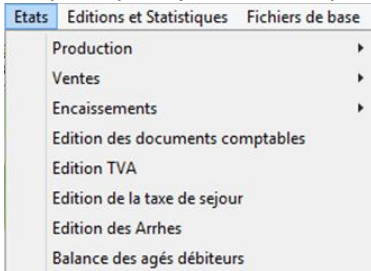 Etats Editions et Statistiques Fichiers de base
Production
Ventes
Encaissements
Edition des documents comptables
Edition TVA
Edition de la taxe de sejour
Edition des Arrhes
Balance des agés débiteurs